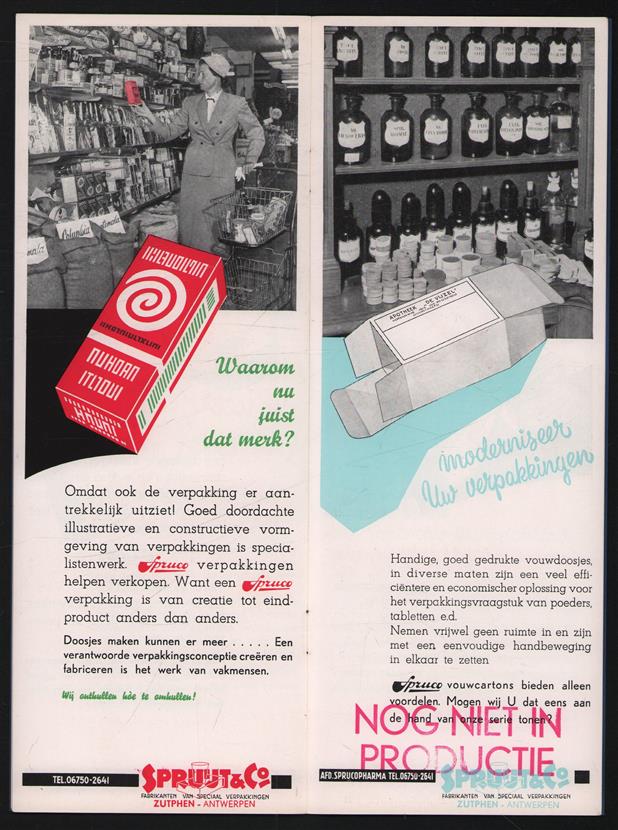 Columbia
Waarom
nu
juist
dat merk?
Omdat ook de verpakking er aan-
trekkelijk uitziet! Goed doordachte
illustratieve en constructieve vorm-
geving van verpakkingen is specia-
listenwerk. Spruco verpakkingen
helpen verkopen. Want een Spruco
verpakking is van creatie tot eind-
product anders dan anders.
Doosjes maken kunnen er meer ..... Een
verantwoorde verpakkingsconceptie creëren en
fabriceren is het werk van vakmensen.
Wij onthullen hòe te omhullen!
TEL.06750-2641
SPRUIJT & Co
FABRIKANTEN VAN SPECIAAL VERPAKKINGEN
ZUTPHEN - ANTWERPEN
APOTHEEK „DE VIJZEL”
moderniseer
Uw verpakkingen
Handige, goed gedrukte vouwdoosjes,
in diverse maten zijn een veel effi-
ciëntere en economischer oplossing voor
het verpakkingsvraagstuk van poeders,
tabletten e.d.
Nemen vrijwel geen ruimte in en zijn
met een eenvoudige handbeweging
in elkaar te zetten
Spruco vouwcartons bieden alleen
voordelen. Mogen wij U dat eens aan
de hand van onze serie tonen?
NOG NIET IN
PRODUCTIE
AFD. SPRUCOPHARMA TEL.06750-2641
SPRUIJT & Co
FABRIKANTEN VAN SPECIAAL VERPAKKINGEN
ZUTPHEN - ANTWERPEN